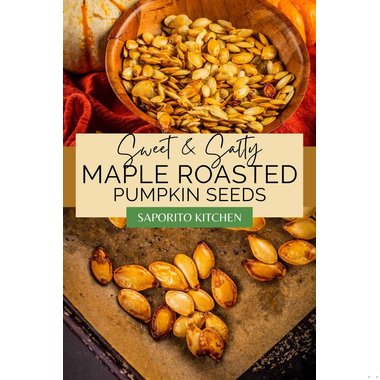 Sweet & Salty
MAPLE ROASTED
PUMPKIN SEEDS
SAPORITO KITCHEN